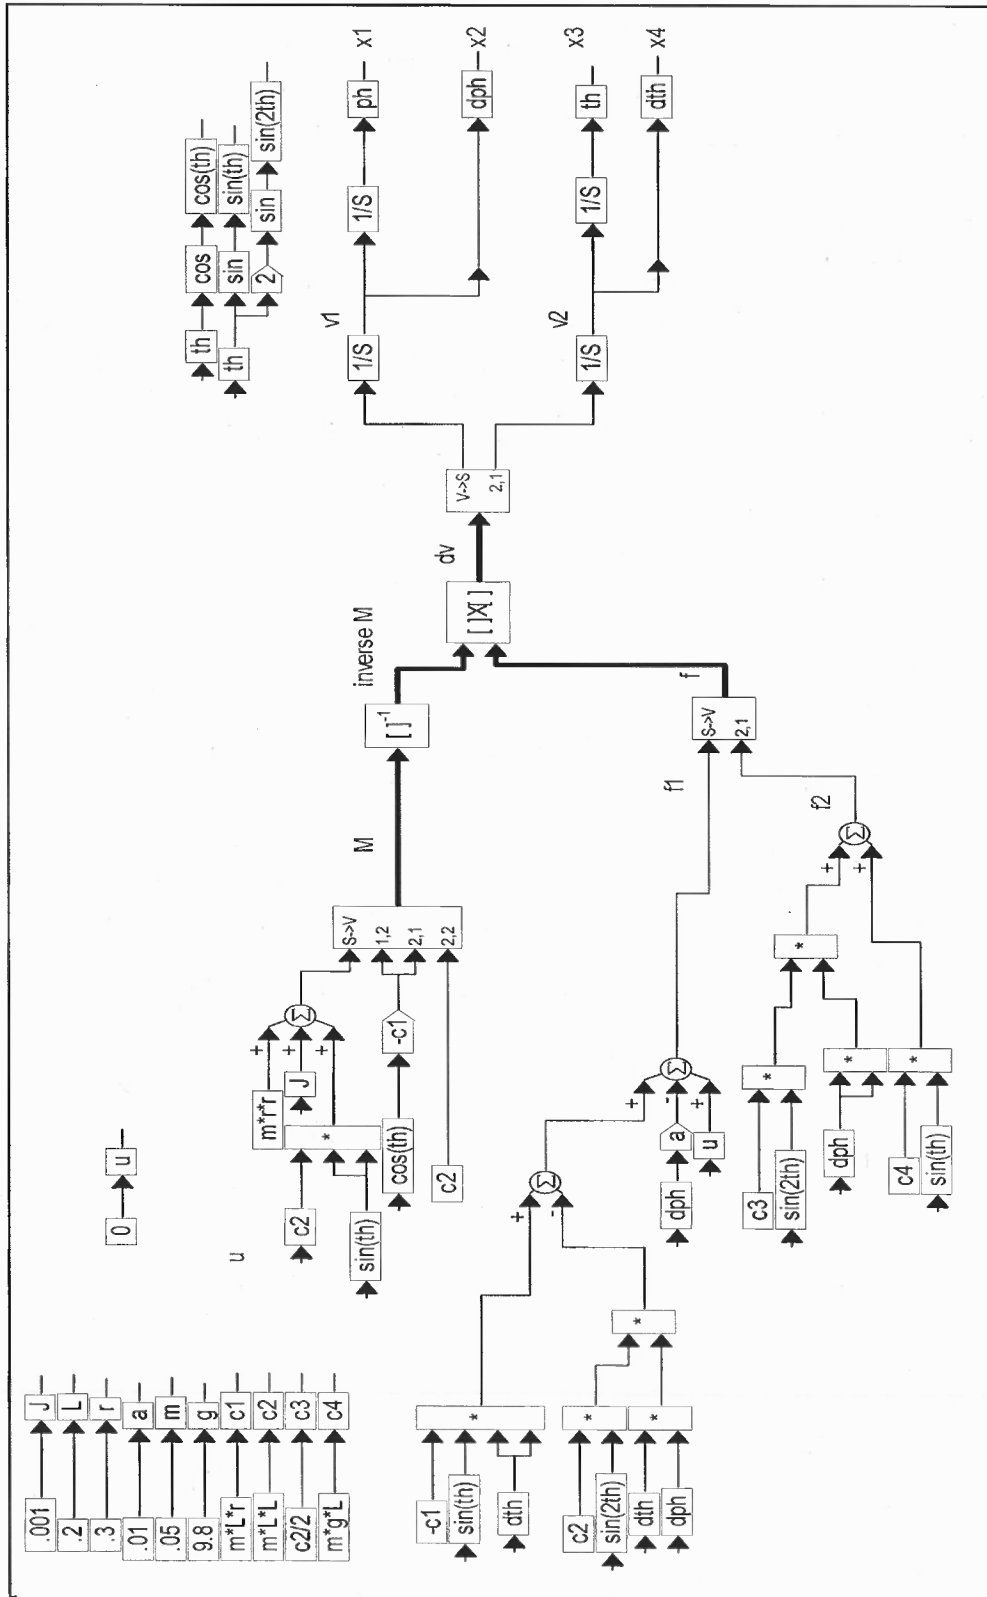 .001 J
.2 L
.3 r
.01 a
.05 m
9.8 g
m*L*r c1
m*L*L c2
c2/2 c3
m*g*L c4
0 u
u
th cos cos(th)
th sin sin(th)
2 sin sin(2th)
m*r*r
J
c2
sin(th)
*
+
+
+
Σ
cos(th) -c1
c2
S->V
1,2
2,1
2,2
M
[ ]⁻¹
inverse M
[ ]X[ ]
dv
V->S
2,1
1/S v1 1/S ph x1
dph x2
1/S v2 1/S th x3
dth x4
-c1
sin(th)
dth
*
c2
sin(2th)
*
dth
dph
*
*
+
-
Σ
dph a
u
+
-
+
Σ
f1
c3
sin(2th)
*
dph
*
*
c4
sin(th)
*
+
+
Σ
f2
S->V
2,1
f